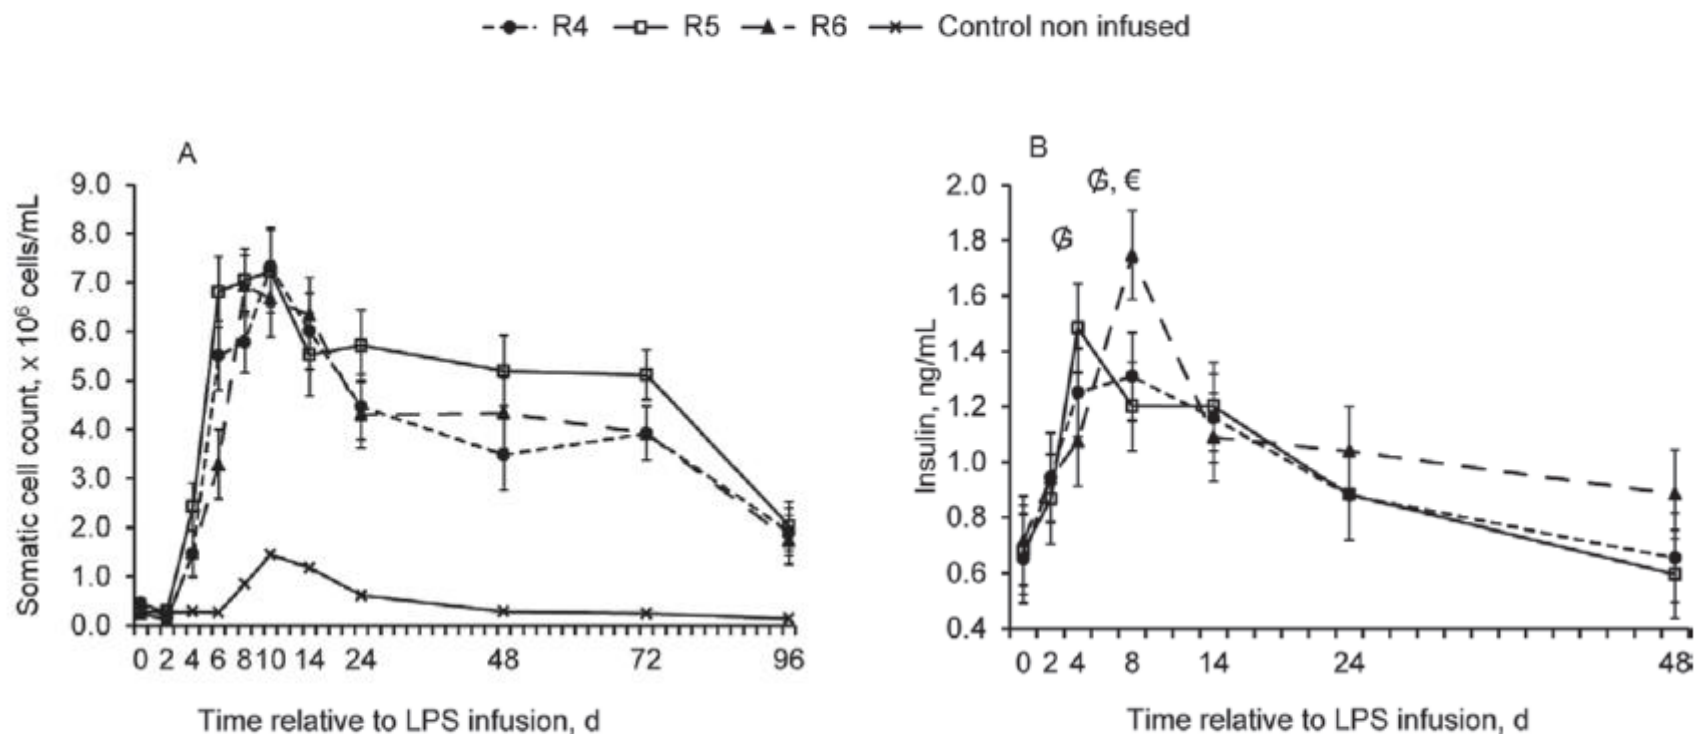 R4 R5 R6 Control non infused
A
9.0
8.0
7.0
6.0
5.0
4.0
3.0
2.0
1.0
0.0
Somatic cell count, x 10⁶ cells/mL
0 2 4 6 8 10 14 24 48 72 96
Time relative to LPS infusion, d
B
₲, €
₲
2.0
1.8
1.6
1.4
1.2
1.0
0.8
0.6
0.4
Insulin, ng/mL
0 2 4 8 14 24 48
Time relative to LPS infusion, d